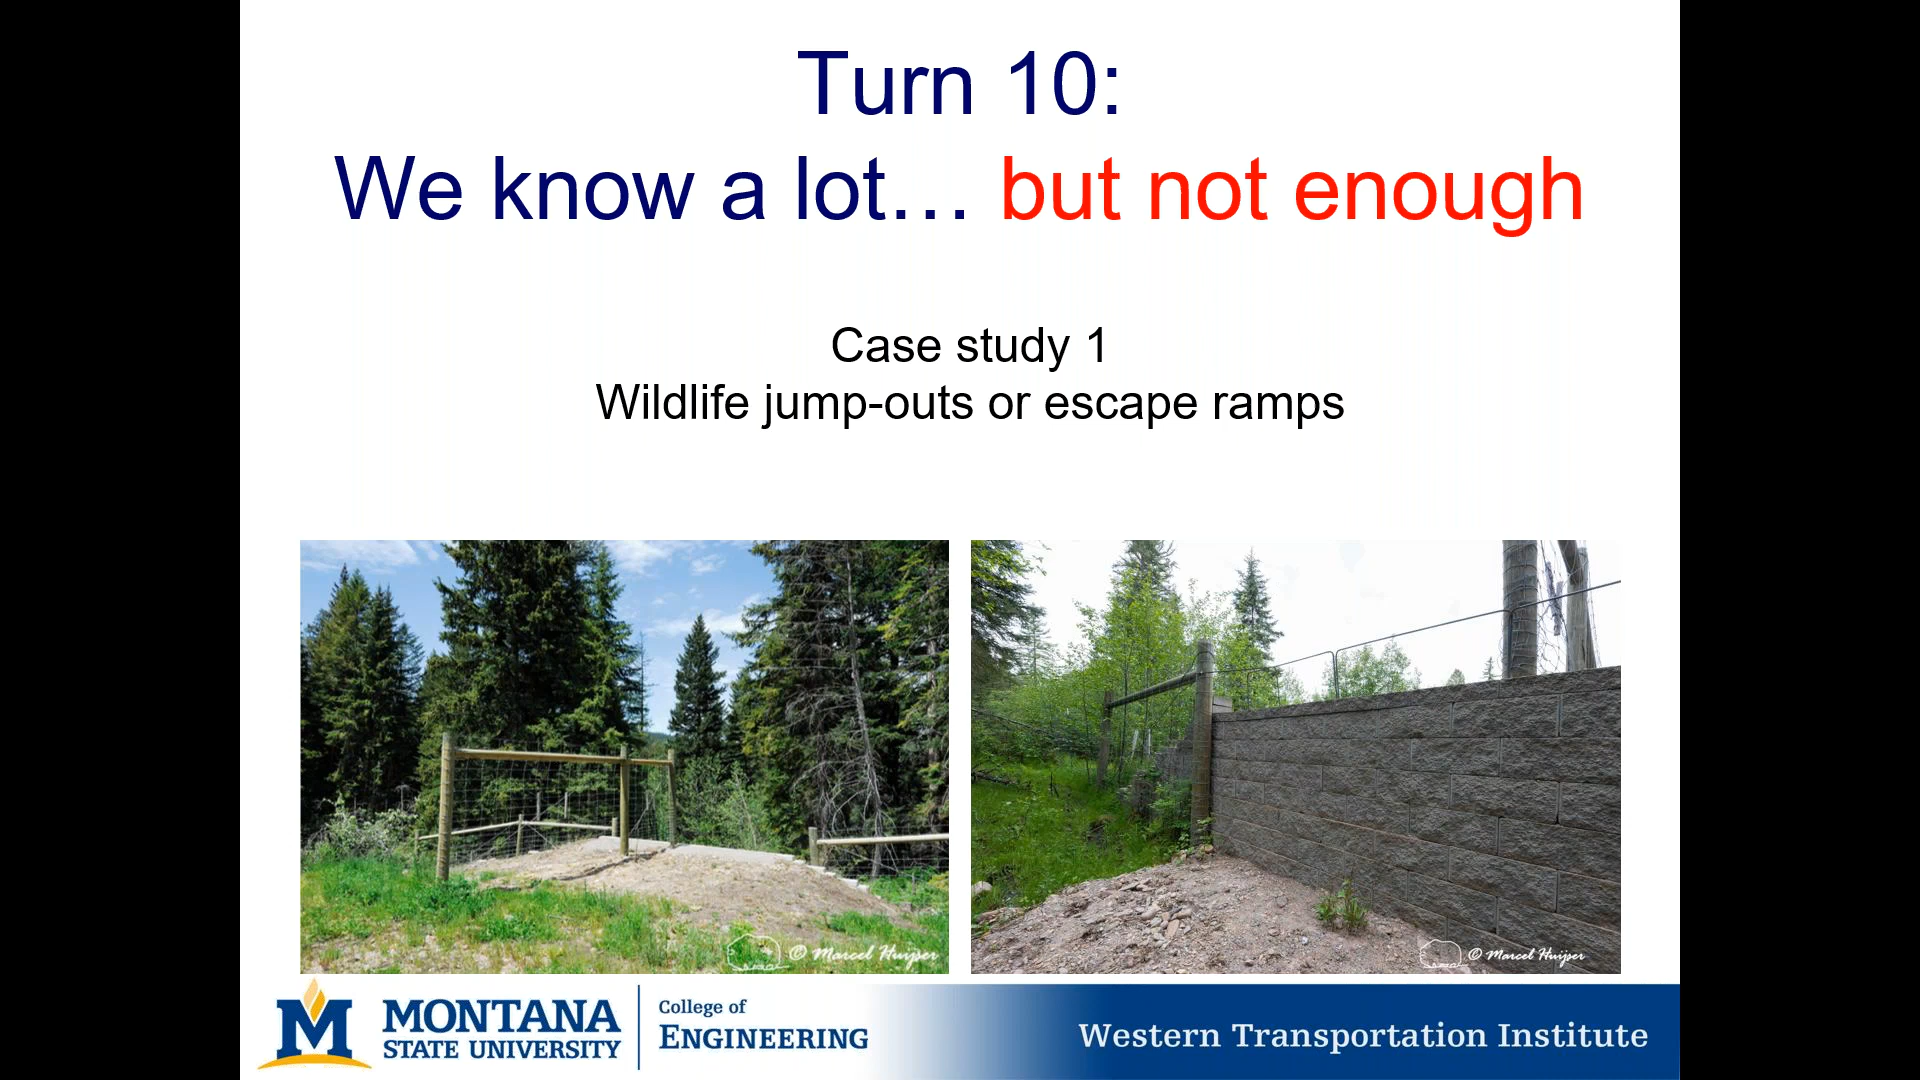 Turn 10:
We know a lot… but not enough
Case study 1
Wildlife jump-outs or escape ramps
© Marcel Huijser
© Marcel Huijser
M
MONTANA
STATE UNIVERSITY
College of
ENGINEERING
Western Transportation Institute